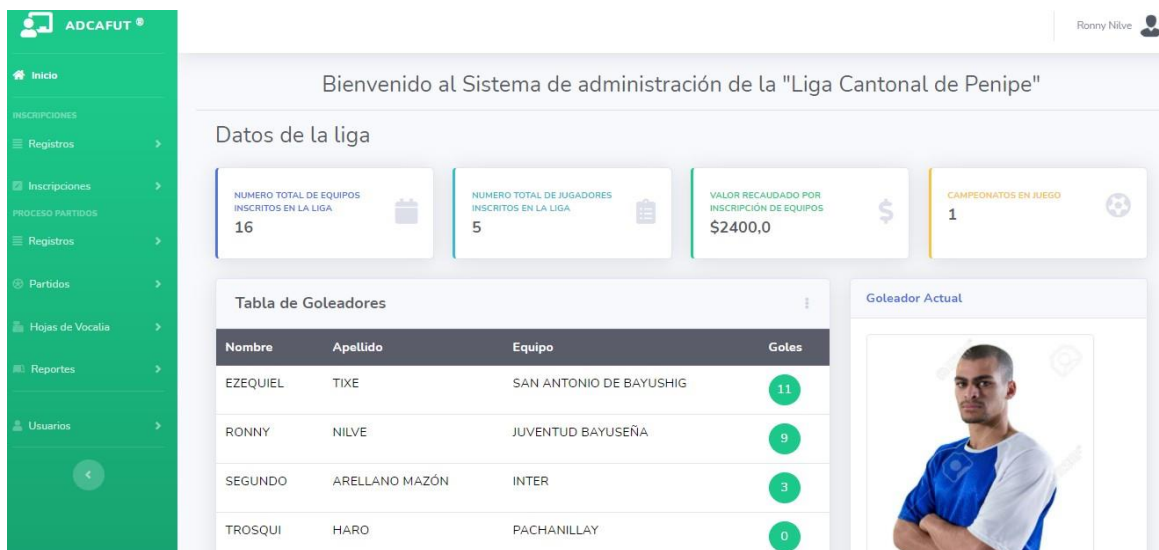 ADCAFUT ®
Ronny Nilve
Inicio
Bienvenido al Sistema de administración de la "Liga Cantonal de Penipe"
INSCRIPCIONES
Registros
Inscripciones
PROCESO PARTIDOS
Registros
Partidos
Hojas de Vocalia
Reportes
Usuarios
Datos de la liga
NUMERO TOTAL DE EQUIPOS
INSCRITOS EN LA LIGA
16
NUMERO TOTAL DE JUGADORES
INSCRITOS EN LA LIGA
5
VALOR RECAUDADO POR
INSCRIPCIÓN DE EQUIPOS
$2400,0
CAMPEONATOS EN JUEGO
1
Tabla de Goleadores
Nombre Apellido Equipo Goles
EZEQUIEL TIXE SAN ANTONIO DE BAYUSHIG 11
RONNY NILVE JUVENTUD BAYUSEÑA 9
SEGUNDO ARELLANO MAZÓN INTER 3
TROSQUI HARO PACHANILLAY 0
Goleador Actual